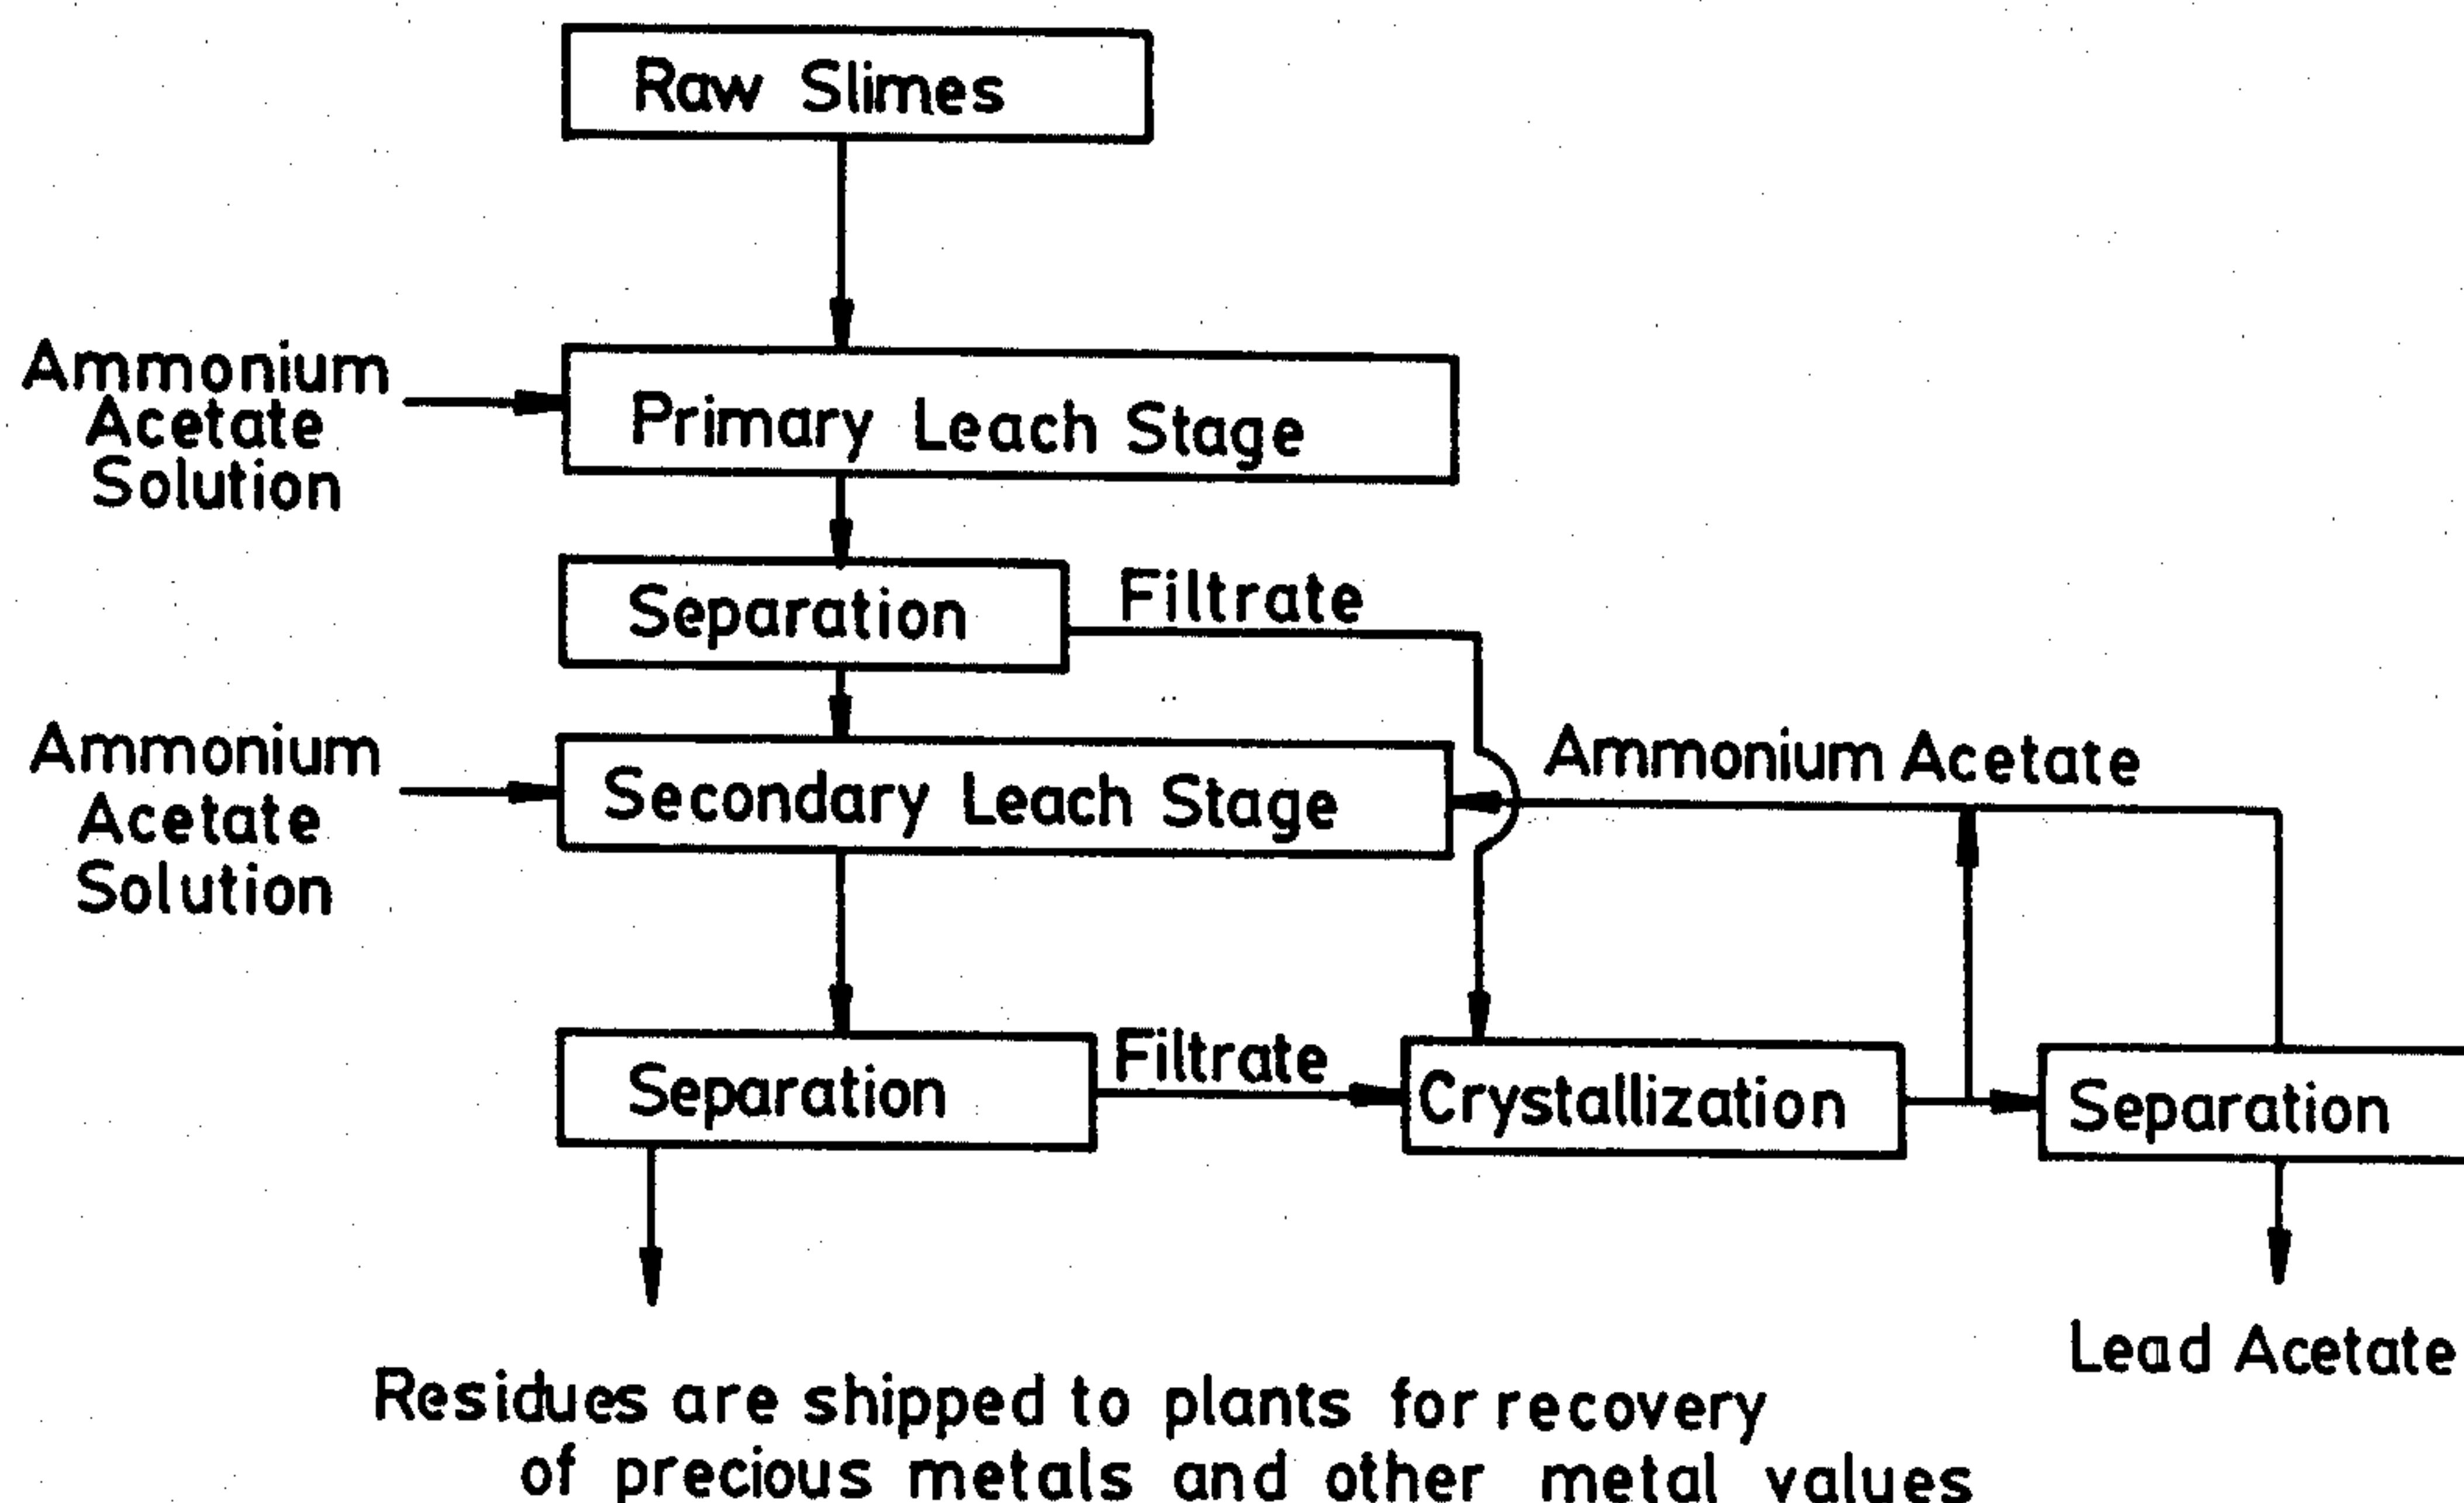 Raw Slimes
Ammonium
Acetate
Solution
Primary Leach Stage
Separation
Filtrate
Ammonium
Acetate
Solution
Secondary Leach Stage
Ammonium Acetate
Separation
Filtrate
Crystallization
Separation
Lead Acetate
Residues are shipped to plants for recovery
of precious metals and other metal values